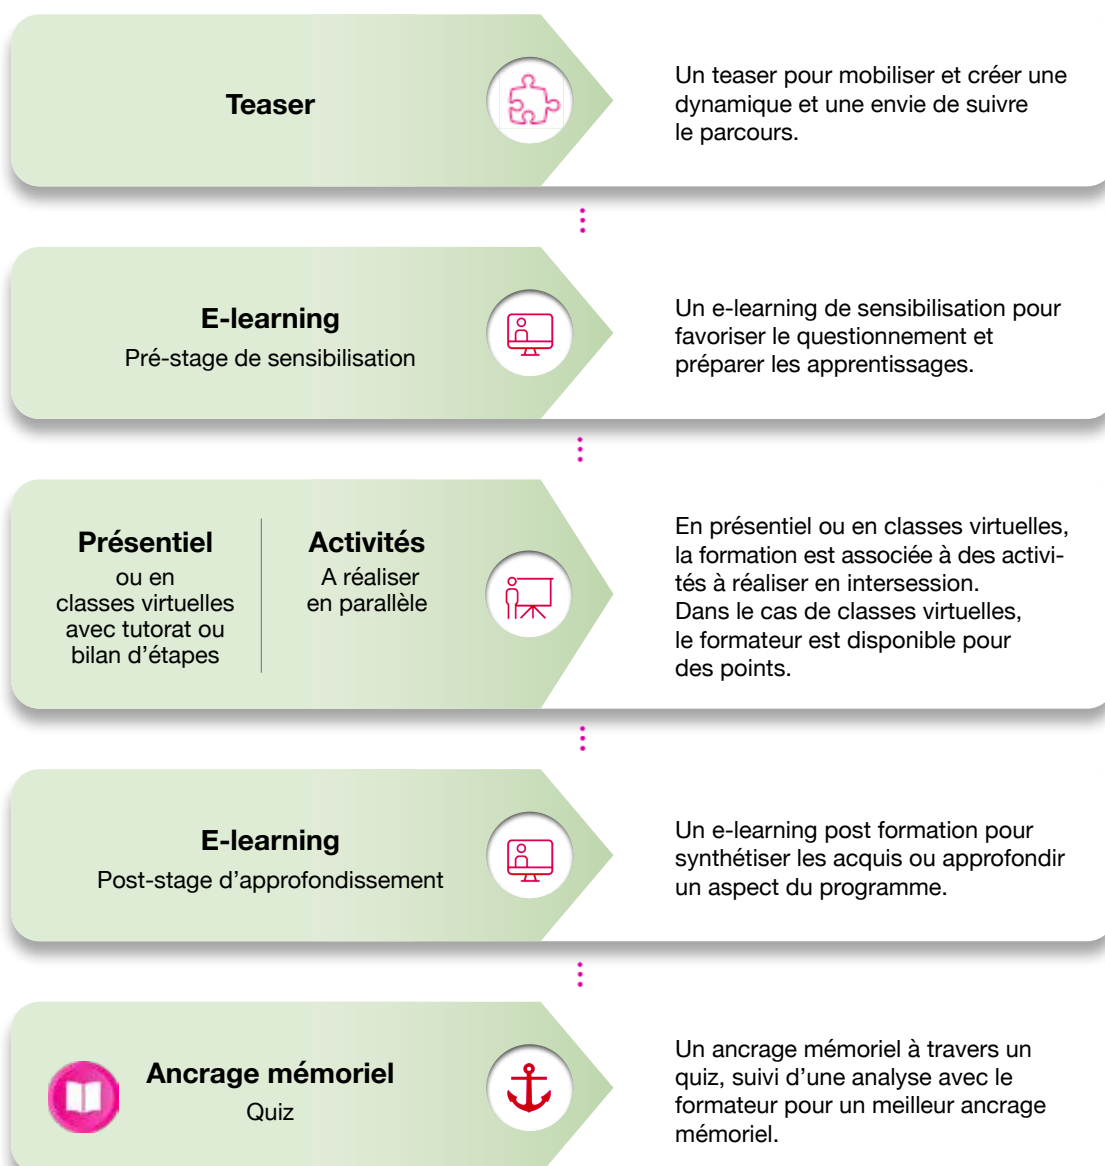 Teaser
Un teaser pour mobiliser et créer une
dynamique et une envie de suivre
le parcours.
E-learning
Pré-stage de sensibilisation
Un e-learning de sensibilisation pour
favoriser le questionnement et
préparer les apprentissages.
Présentiel
ou en
classes virtuelles
avec tutorat ou
bilan d’étapes
Activités
A réaliser
en parallèle
En présentiel ou en classes virtuelles,
la formation est associée à des activi-
tés à réaliser en intersession.
Dans le cas de classes virtuelles,
le formateur est disponible pour
des points.
E-learning
Post-stage d’approfondissement
Un e-learning post formation pour
synthétiser les acquis ou approfondir
un aspect du programme.
Ancrage mémoriel
Quiz
Un ancrage mémoriel à travers un
quiz, suivi d’une analyse avec le
formateur pour un meilleur ancrage
mémoriel.